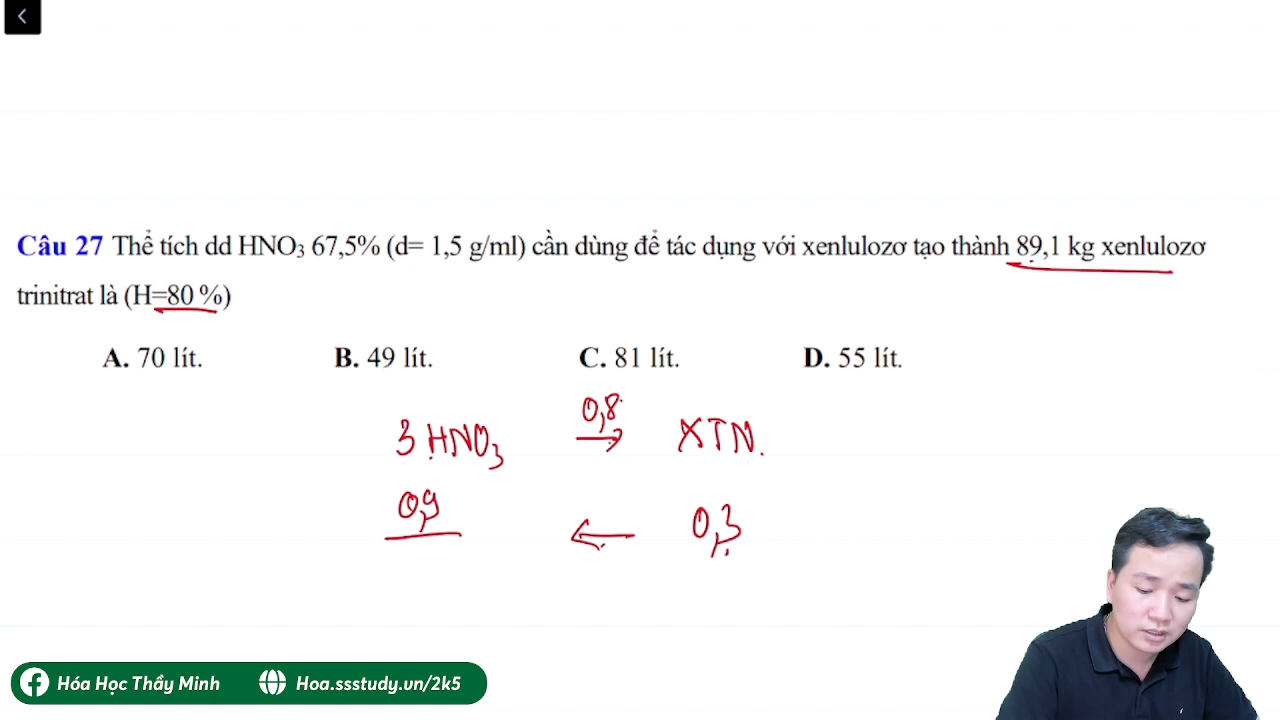 Câu 27 Thể tích dd HNO₃ 67,5% (d= 1,5 g/ml) cần dùng để tác dụng với xenlulozơ tạo thành 89,1 kg xenlulozơ
trinitrat là (H=80 %)
A. 70 lít. B. 49 lít. C. 81 lít. D. 55 lít.
0,8
3 HNO₃ → XTN.
0,9 ← 0,3
Hóa Học Thầy Minh Hoa.ssstudy.vn/2k5